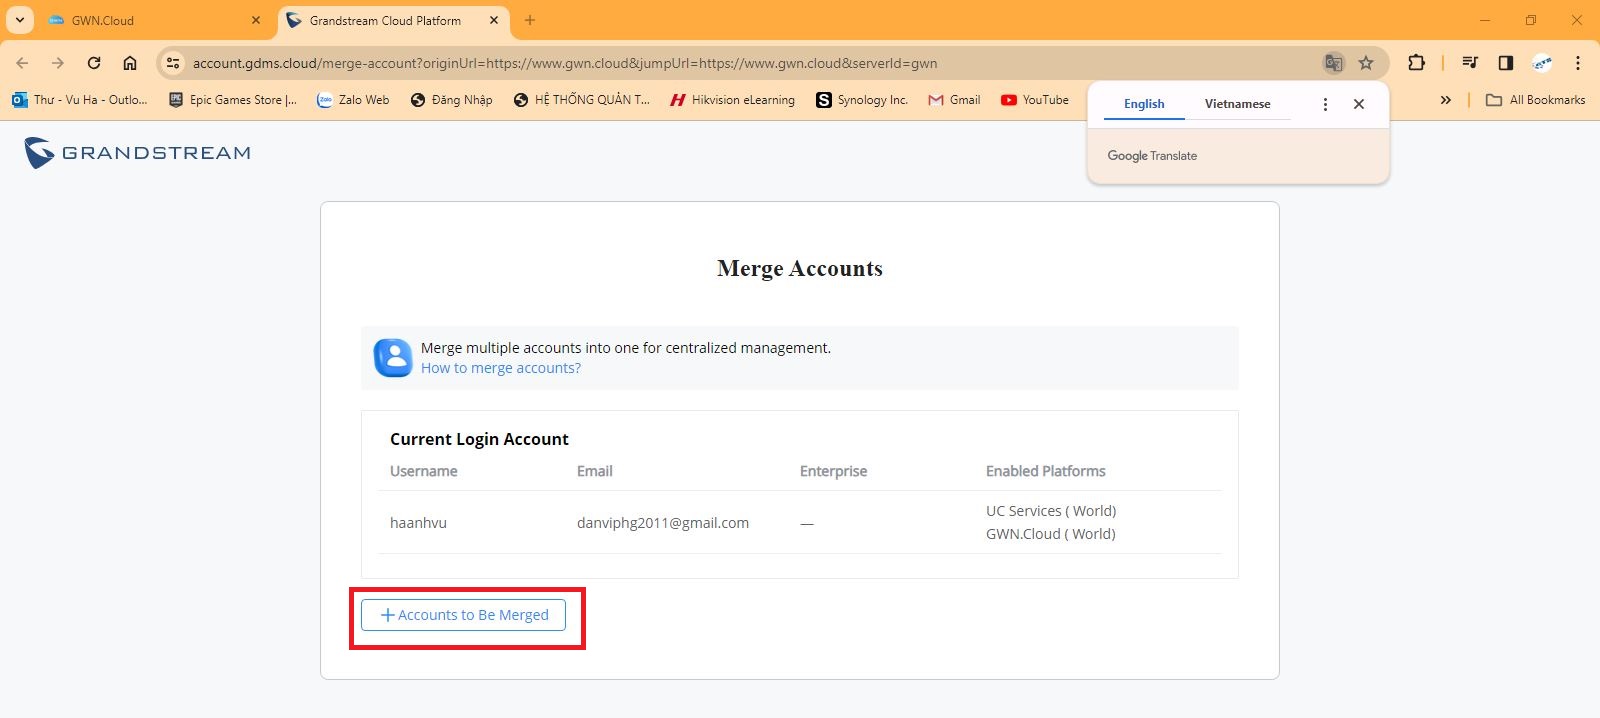 GWN.Cloud
Grandstream Cloud Platform
account.gdms.cloud/merge-account?originUrl=https://www.gwn.cloud&jumpUrl=https://www.gwn.cloud&serverId=gwn
Thư - Vu Ha - Outlo... Epic Games Store |... Zalo Web Đăng Nhập HỆ THỐNG QUẢN T... Hikvision eLearning Synology Inc. Gmail YouTube » All Bookmarks
English Vietnamese
Google Translate
GRANDSTREAM
Merge Accounts
Merge multiple accounts into one for centralized management.
How to merge accounts?
Current Login Account
Username Email Enterprise Enabled Platforms
haanhvu danviphg2011@gmail.com — UC Services ( World)
GWN.Cloud ( World)
+ Accounts to Be Merged